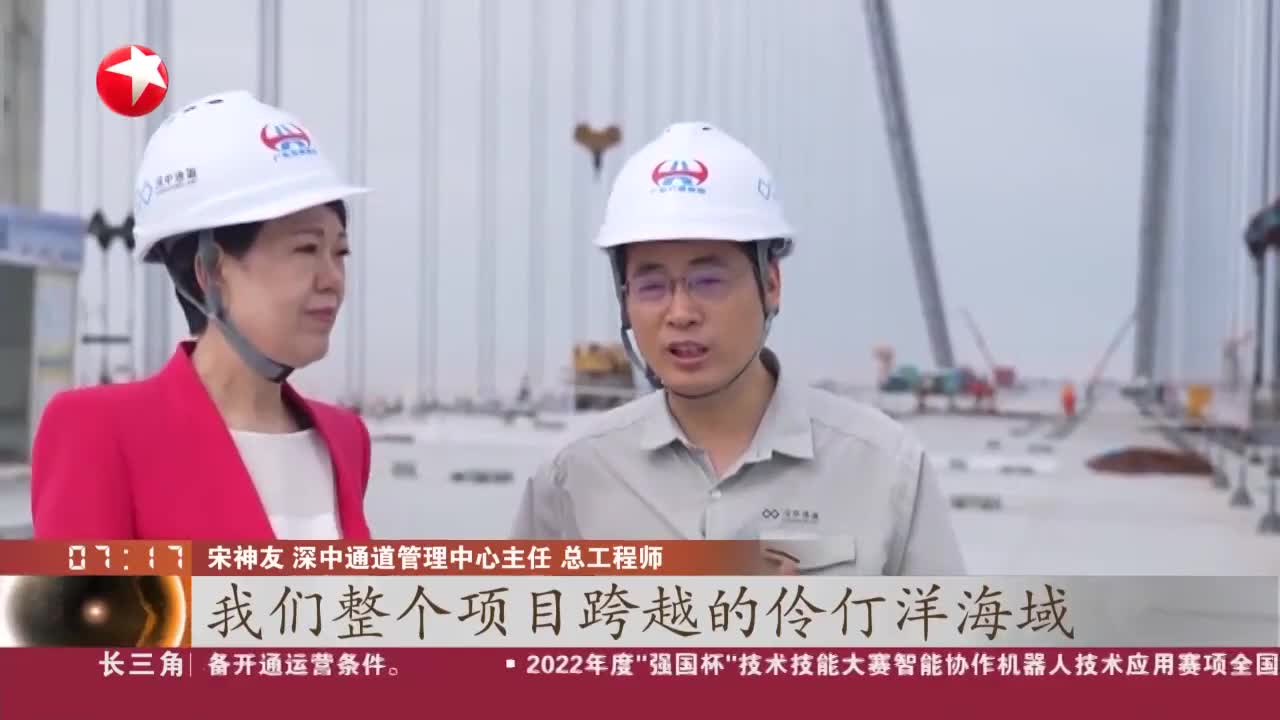 深中通道
07:17
宋神友 深中通道管理中心主任 总工程师
我们整个项目跨越的伶仃洋海域
长三角
备开通运营条件。
▪ 2022年度"强国杯"技术技能大赛智能协作机器人技术应用赛项全国